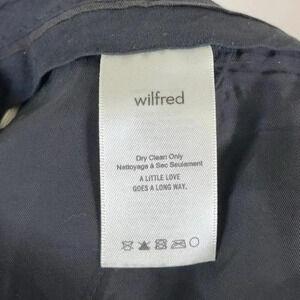 wilfred
Dry Clean Only
Nettoyage à Sec Seulement
A LITTLE LOVE
GOES A LONG WAY.